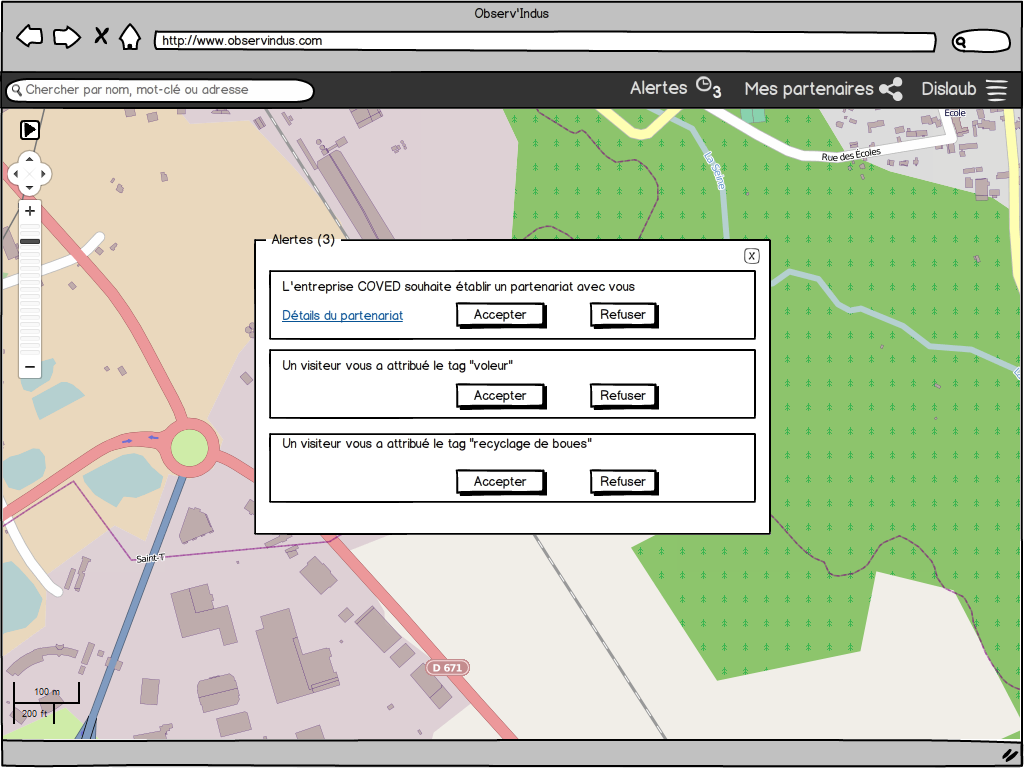 Observ'Indus
http://www.observindus.com
Chercher par nom, mot-clé ou adresse
Alertes 3
Mes partenaires
Dislaub
Ecole
Rue des Écoles
La Seine
Alertes (3)
X
L'entreprise COVED souhaite établir un partenariat avec vous
Détails du partenariat
Accepter
Refuser
Un visiteur vous a attribué le tag "voleur"
Accepter
Refuser
Un visiteur vous a attribué le tag "recyclage de boues"
Accepter
Refuser
Saint-T
D 671
100 m
200 ft